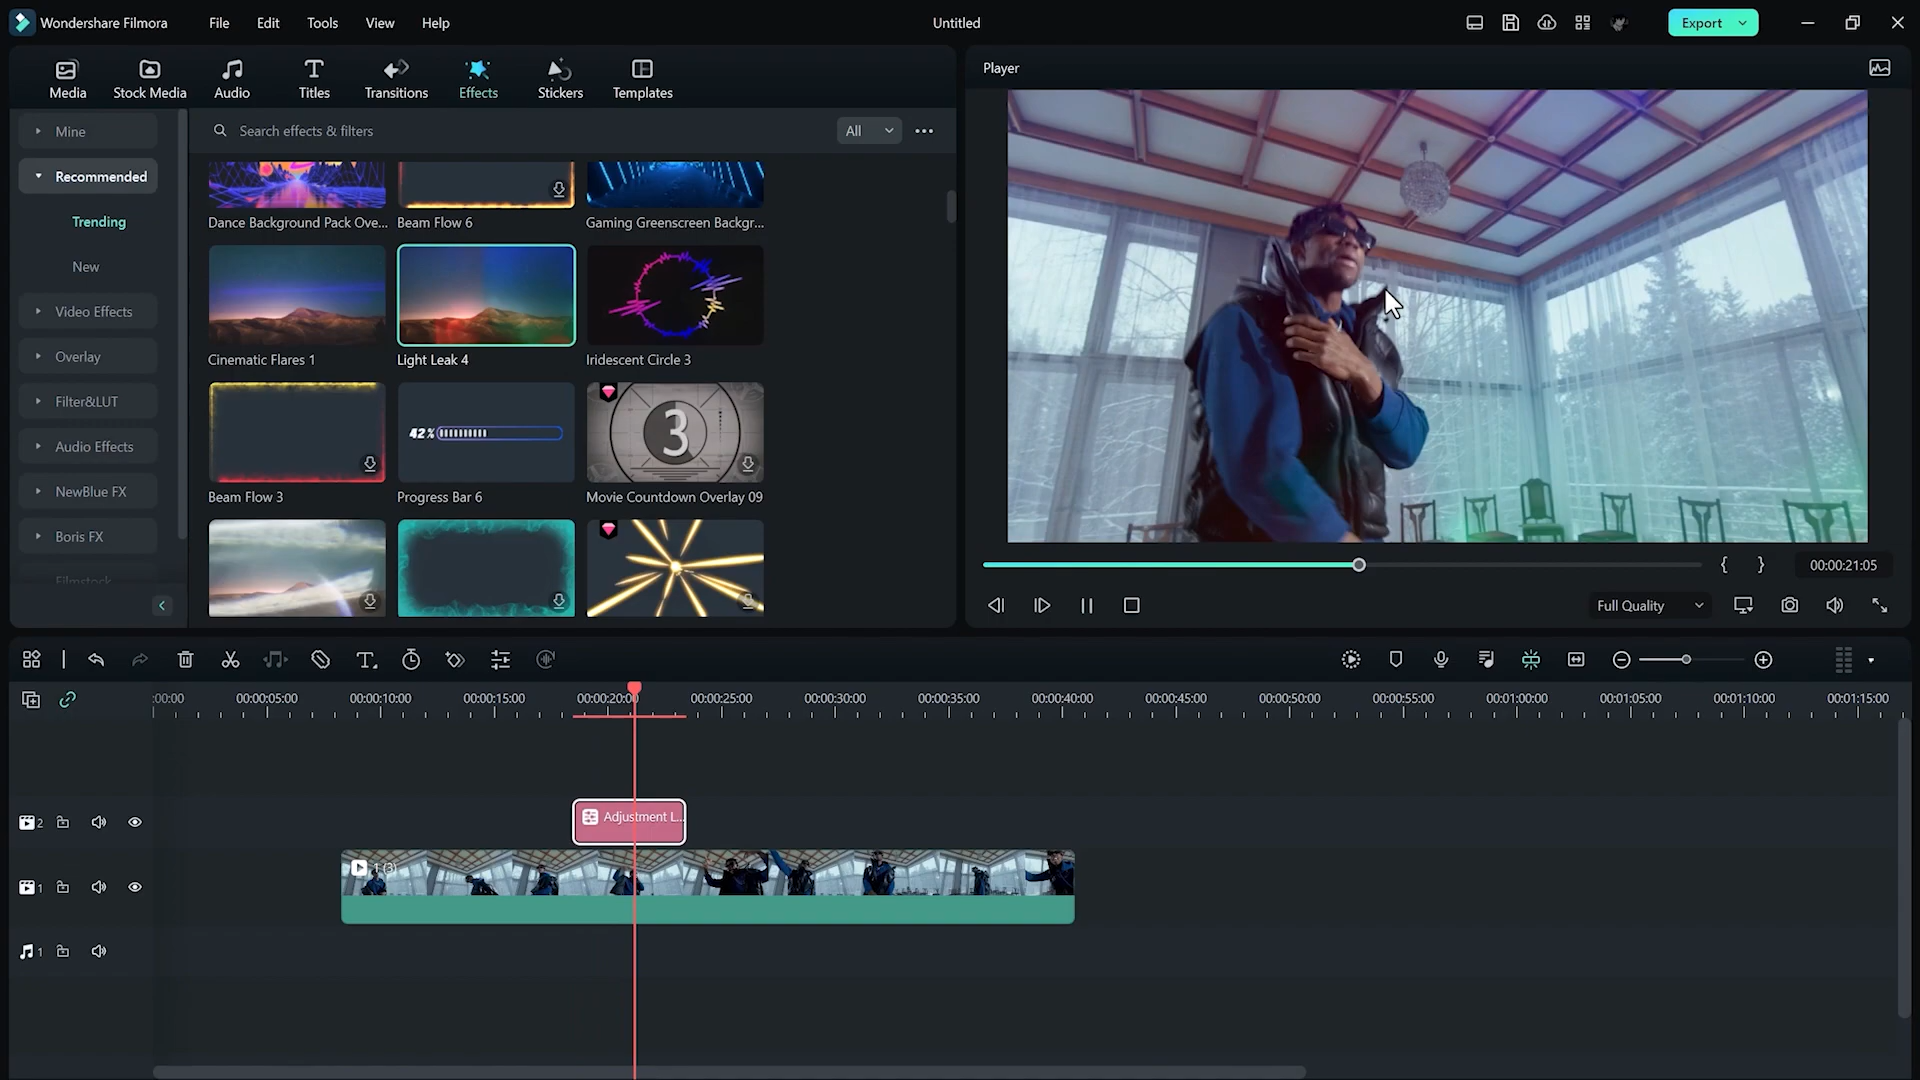 Wondershare Filmora
File
Edit
Tools
View
Help
Untitled
Export
Media
Stock Media
Audio
Titles
Transitions
Effects
Stickers
Templates
Player
Mine
Search effects & filters
All
Recommended
Trending
New
Video Effects
Overlay
Filter&LUT
Audio Effects
NewBlue FX
Boris FX
Filmstock
Dance Background Pack Ove...
Beam Flow 6
Gaming Greenscreen Backgr...
Cinematic Flares 1
Light Leak 4
Iridescent Circle 3
42%
3
Beam Flow 3
Progress Bar 6
Movie Countdown Overlay 09
{ }
00:00:21:05
Full Quality
:00:00
00:00:05:00
00:00:10:00
00:00:15:00
00:00:20:00
00:00:25:00
00:00:30:00
00:00:35:00
00:00:40:00
00:00:45:00
00:00:50:00
00:00:55:00
00:01:00:00
00:01:05:00
00:01:10:00
00:01:15:00
2
Adjustment L...
1 (3)
1
1